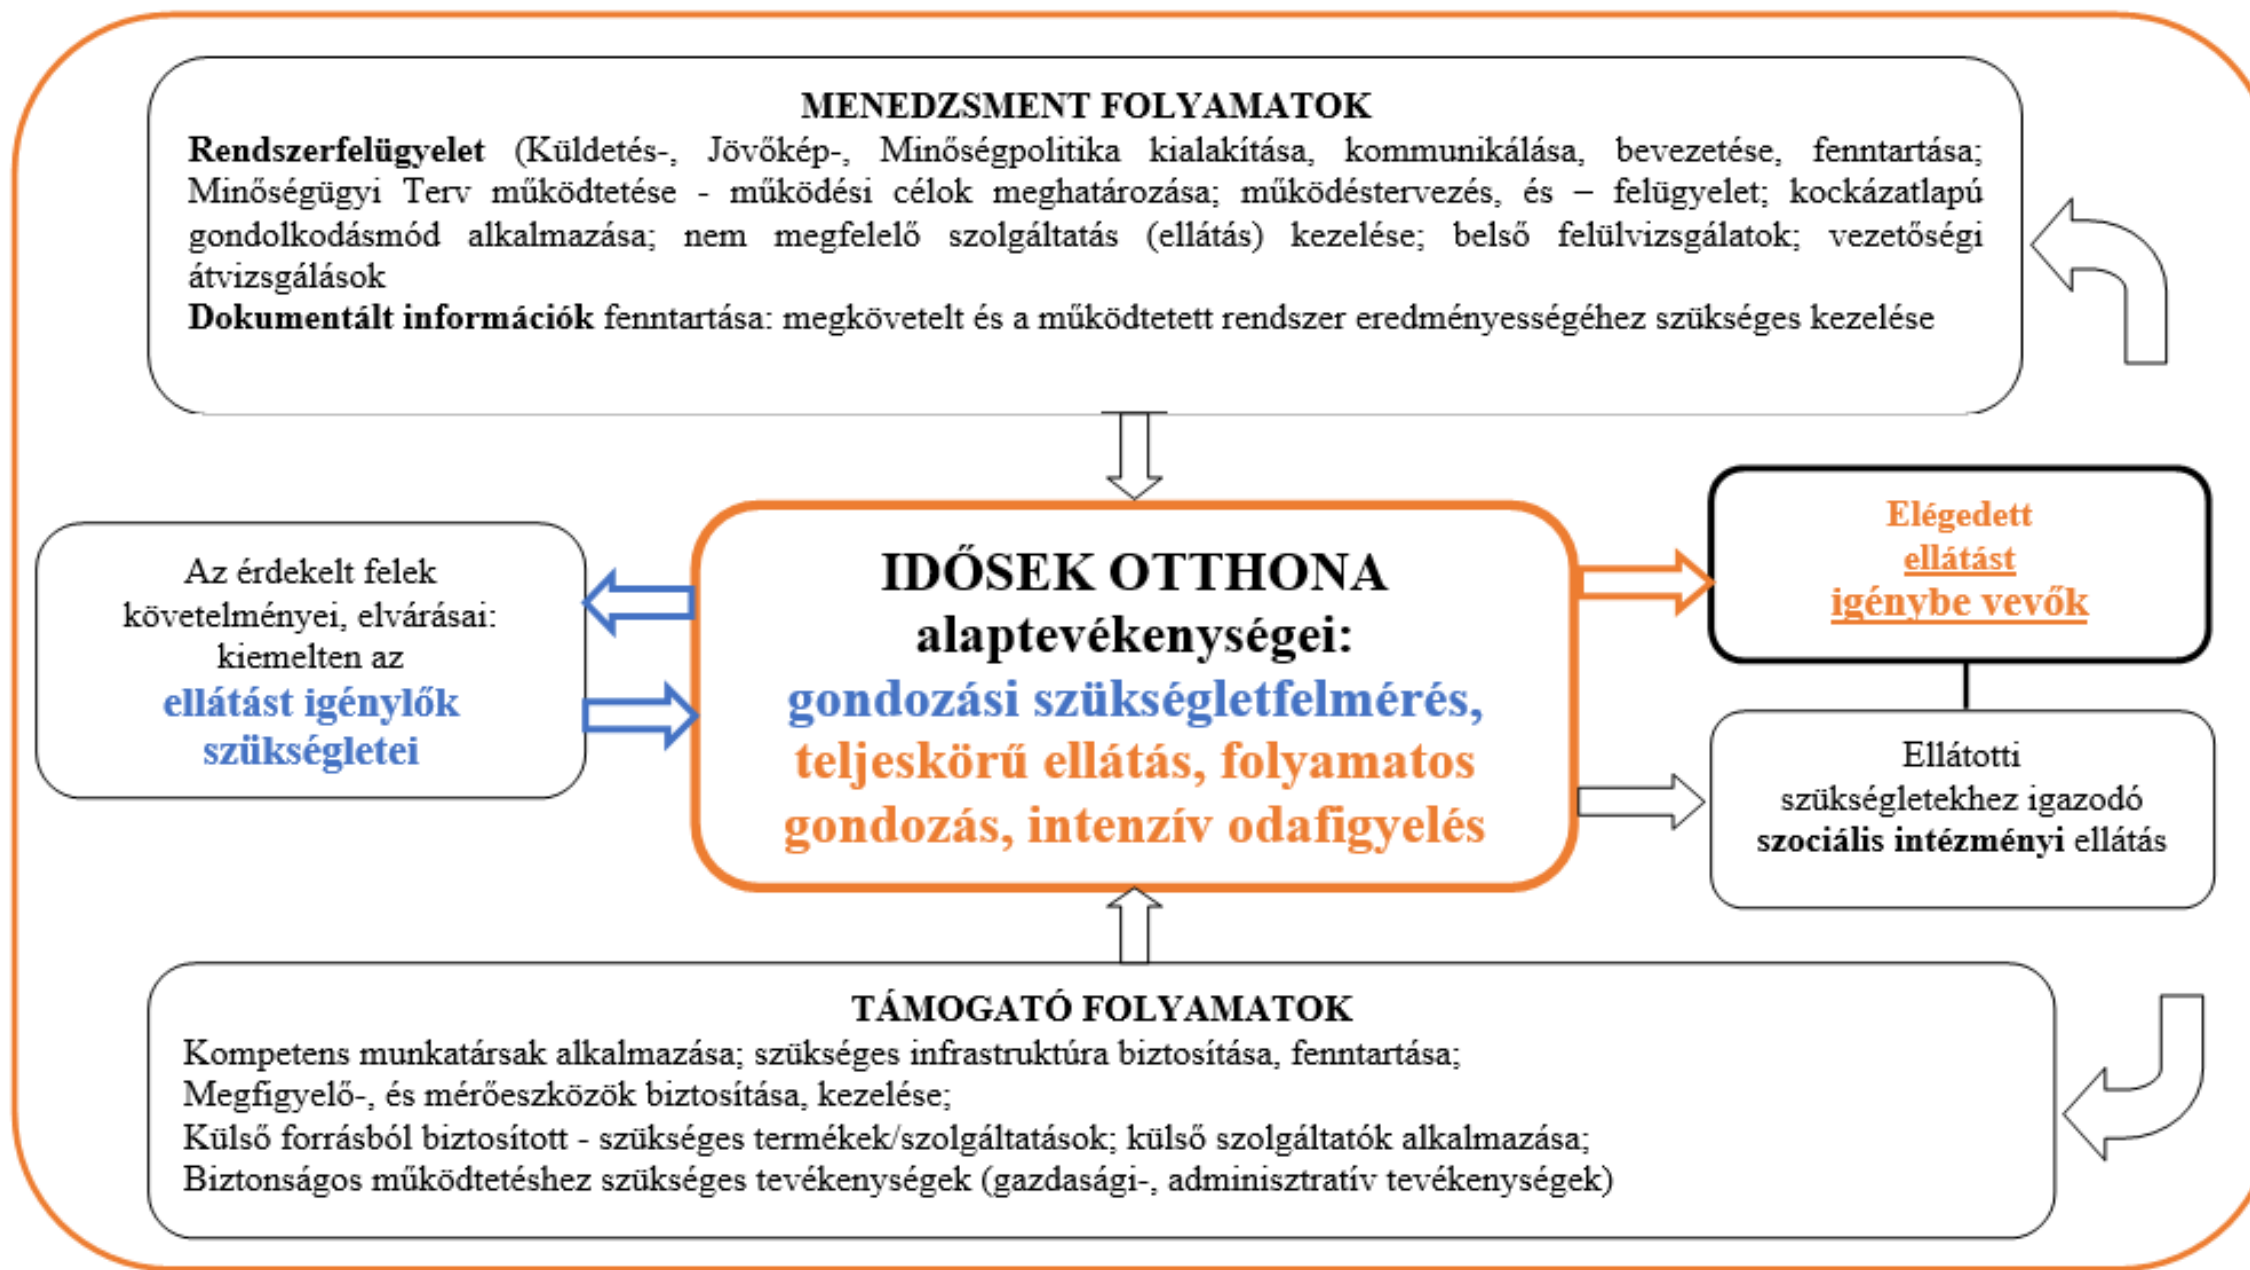 MENEDZSMENT FOLYAMATOK
Rendszerfelügyelet (Küldetés-, Jövőkép-, Minőségpolitika kialakítása, kommunikálása, bevezetése, fenntartása;
Minőségügyi Terv működtetése - működési célok meghatározása; működéstervezés, és – felügyelet; kockázatlapú
gondolkodásmód alkalmazása; nem megfelelő szolgáltatás (ellátás) kezelése; belső felülvizsgálatok; vezetőségi
átvizsgálások
Dokumentált információk fenntartása: megkövetelt és a működtetett rendszer eredményességéhez szükséges kezelése
Az érdekelt felek
követelményei, elvárásai:
kiemelten az
ellátást igénylők
szükségletei
IDŐSEK OTTHONA
alaptevékenységei:
gondozási szükségletfelmérés,
teljeskörű ellátás, folyamatos
gondozás, intenzív odafigyelés
Elégedett
ellátást
igénybe vevők
Ellátotti
szükségletekhez igazodó
szociális intézményi ellátás
TÁMOGATÓ FOLYAMATOK
Kompetens munkatársak alkalmazása; szükséges infrastruktúra biztosítása, fenntartása;
Megfigyelő-, és mérőeszközök biztosítása, kezelése;
Külső forrásból biztosított - szükséges termékek/szolgáltatások; külső szolgáltatók alkalmazása;
Biztonságos működtetéshez szükséges tevékenységek (gazdasági-, adminisztratív tevékenységek)